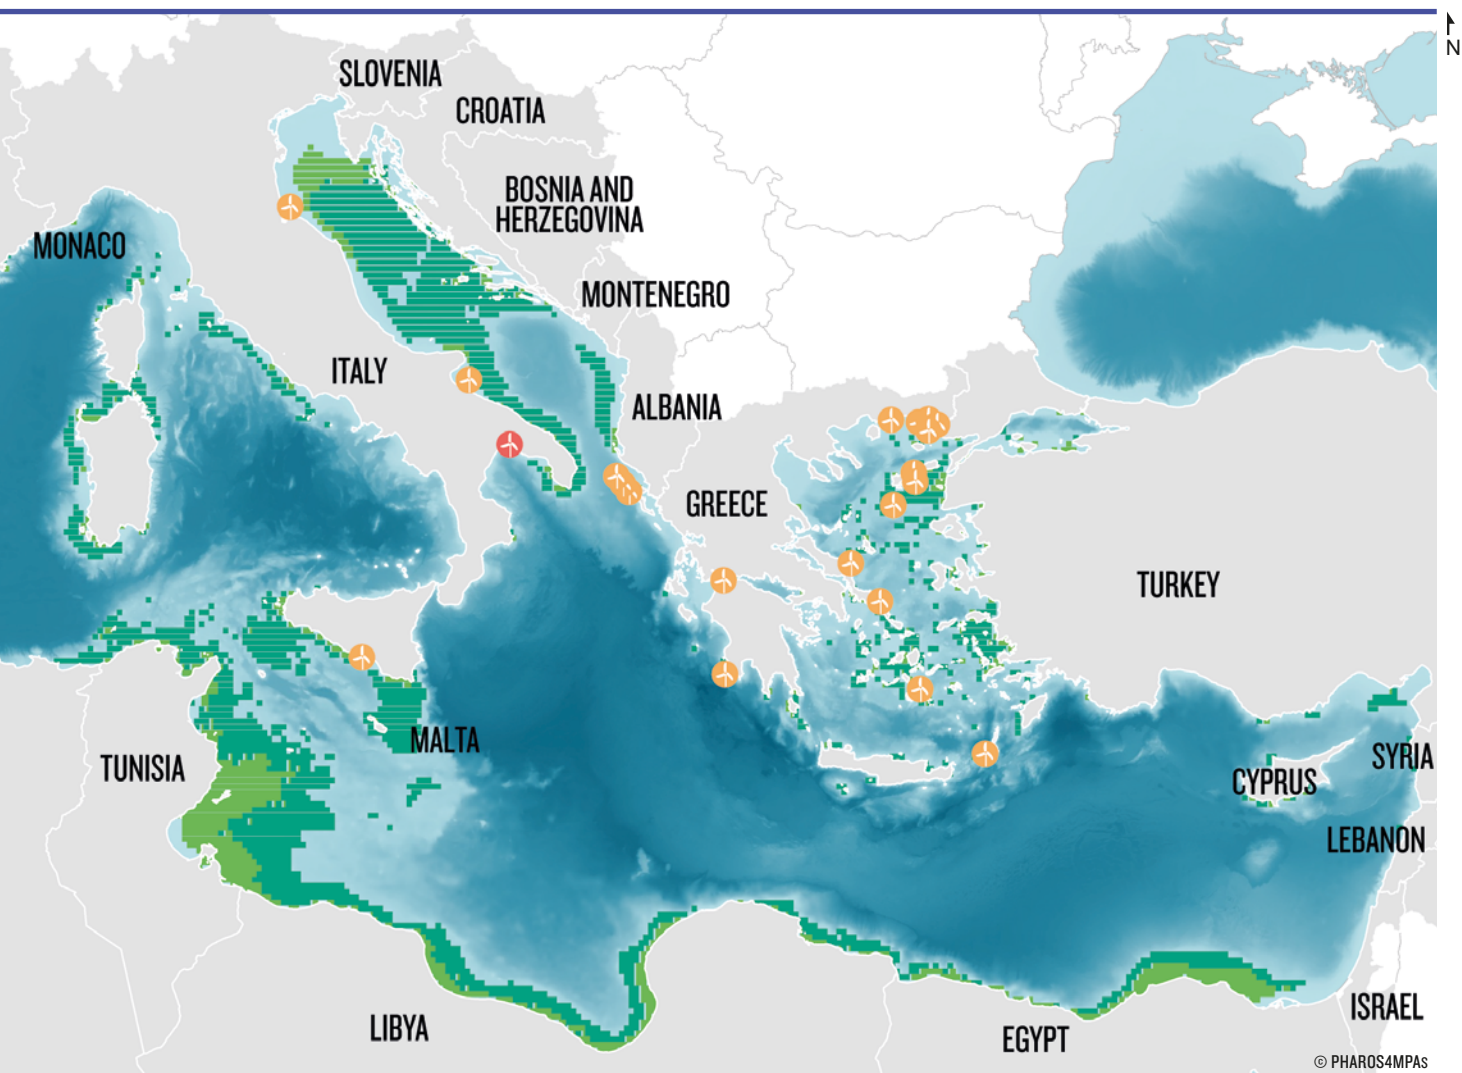 N
SLOVENIA
CROATIA
BOSNIA AND
HERZEGOVINA
MONACO
MONTENEGRO
ITALY
ALBANIA
GREECE
TURKEY
MALTA
TUNISIA
SYRIA
CYPRUS
LEBANON
ISRAEL
LIBYA
EGYPT
© PHAROS4MPAs